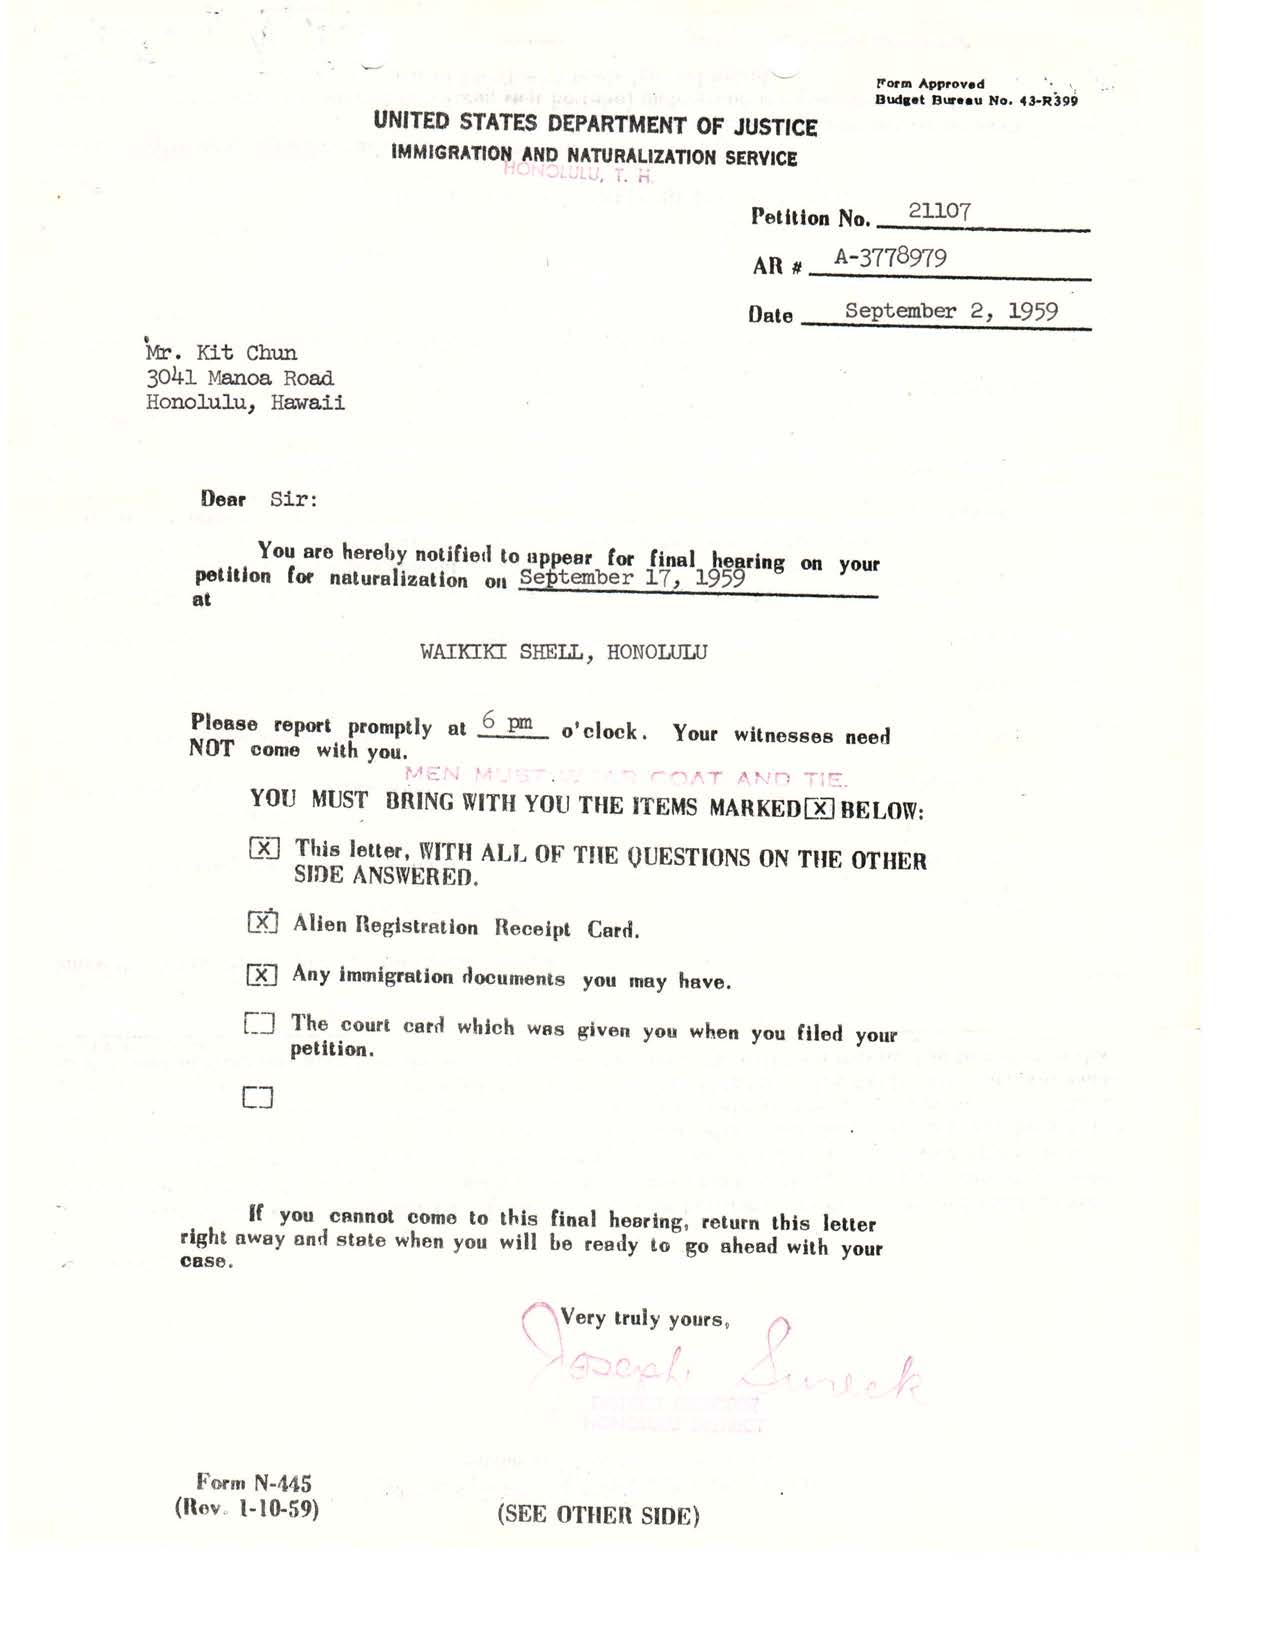 Form Approved
Budget Bureau No. 43-R399
UNITED STATES DEPARTMENT OF JUSTICE
IMMIGRATION AND NATURALIZATION SERVICE
HONOLULU, T. H.
Petition No. 21107
AR # A-3778979
Date September 2, 1959
Mr. Kit Chun
3041 Manoa Road
Honolulu, Hawaii
Dear Sir:
You are hereby notified to appear for final hearing on your
petition for naturalization on September 17, 1959
at
WAIKIKI SHELL, HONOLULU
Please report promptly at 6 pm o'clock. Your witnesses need
NOT come with you.
MEN MUST WEAR COAT AND TIE.
YOU MUST BRING WITH YOU THE ITEMS MARKED [X] BELOW:
[X] This letter, WITH ALL OF THE QUESTIONS ON THE OTHER
SIDE ANSWERED.
[X] Alien Registration Receipt Card.
[X] Any immigration documents you may have.
[ ] The court card which was given you when you filed your
petition.
[ ]
If you cannot come to this final hearing, return this letter
right away and state when you will be ready to go ahead with your
case.
Very truly yours,
Joseph Sureck
DISTRICT DIRECTOR
HONOLULU DISTRICT
Form N-445
(Rev. 1-10-59)
(SEE OTHER SIDE)